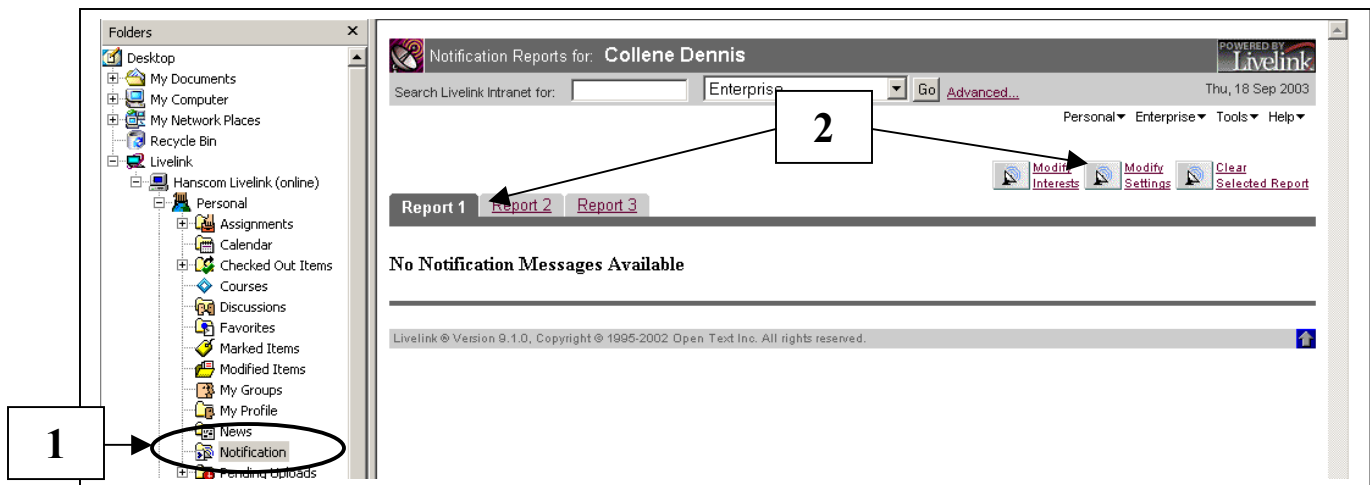 Folders
Desktop
My Documents
My Computer
My Network Places
Recycle Bin
Livelink
Hanscom Livelink (online)
Personal
Assignments
Calendar
Checked Out Items
Courses
Discussions
Favorites
Marked Items
Modified Items
My Groups
My Profile
News
Notification
Pending Uploads
1
Notification Reports for: Collene Dennis
POWERED BY
Livelink
Search Livelink Intranet for: Enterprise Go Advanced...
Thu, 18 Sep 2003
Personal Enterprise Tools Help
2
Modify Interests
Modify Settings
Clear Selected Report
Report 1 Report 2 Report 3
No Notification Messages Available
Livelink ® Version 9.1.0, Copyright © 1995-2002 Open Text Inc. All rights reserved.